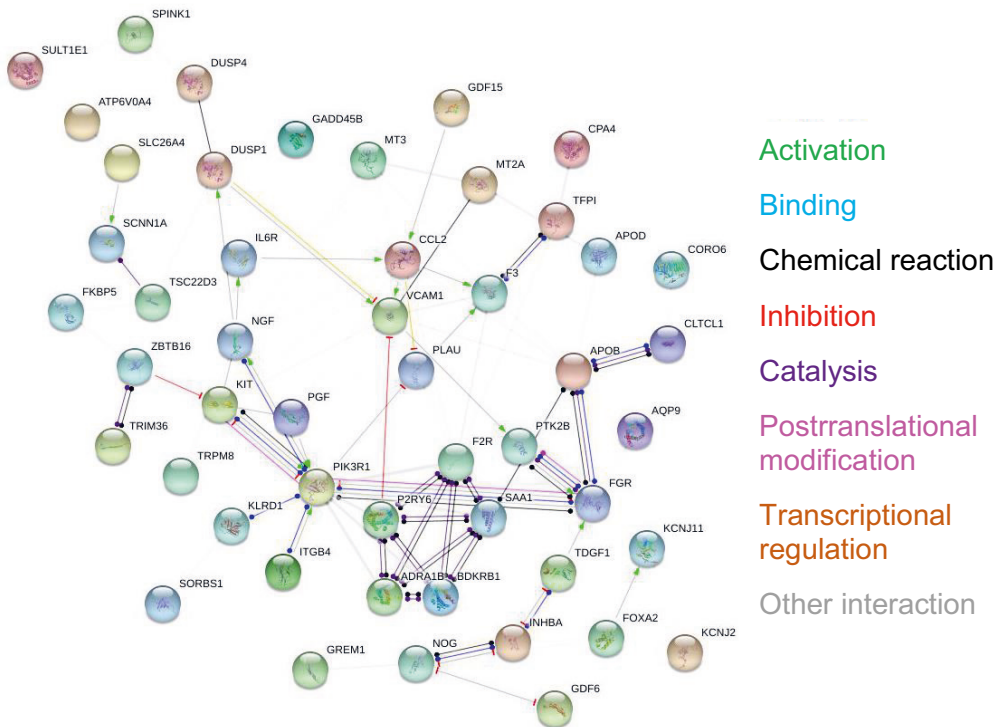 SPINK1
SULT1E1
DUSP4
GDF15
ATP6V0A4
GADD45B
CPA4
Activation
MT3
SLC26A4
DUSP1
MT2A
TFPI
Binding
SCNN1A
IL6R
CCL2
APOD
CORO6
F3
Chemical reaction
FKBP5
TSC22D3
VCAM1
NGF
CLTCL1
Inhibition
ZBTB16
PLAU
APOB
KIT
Catalysis
PGF
AQP9
TRIM36
PTK2B
Postrranslational
modification
F2R
TRPM8
PIK3R1
FGR
KLRD1
P2RY6
SAA1
Transcriptional
regulation
KCNJ11
ITGB4
TDGF1
ADRA1B
BDKRB1
SORBS1
Other interaction
FOXA2
INHBA
KCNJ2
NOG
GREM1
GDF6